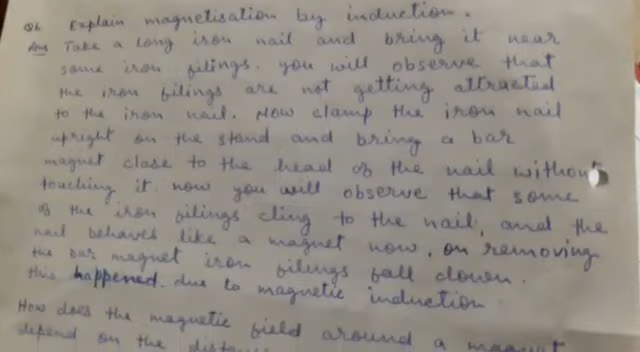 Q6. Explain magnetisation by induction.
Ans Take a long iron nail and bring it near
some iron filings. you will observe that
the iron filings are not getting attracted
to the iron nail. Now clamp the iron nail
upright on the stand and bring a bar
magnet close to the head of the nail without
touching it. now you will observe that some
of the iron filings cling to the nail, and the
nail behaves like a magnet now. on removing
the bar magnet iron filings fall down.
this happened. due to magnetic induction
How does the magnetic field around a magnet
depend on the